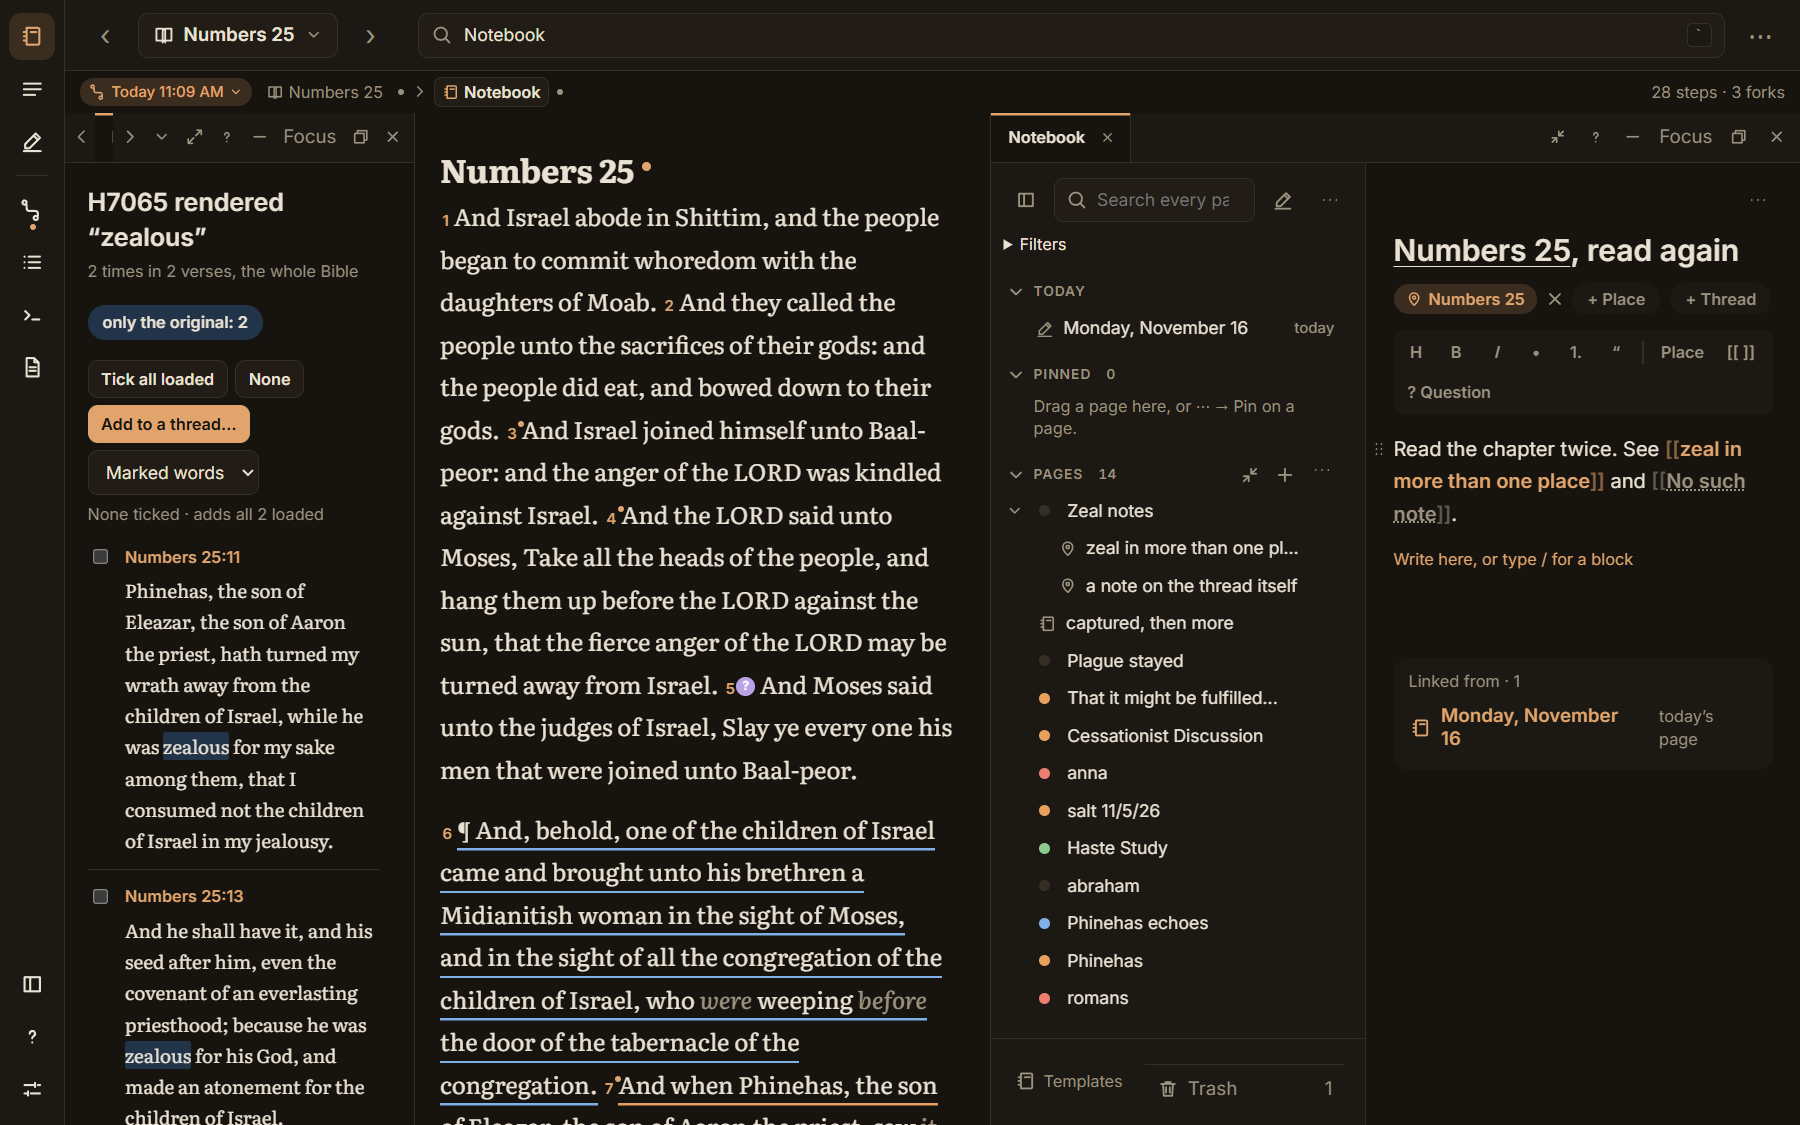 Numbers 25
Notebook
`
Today 11:09 AM
Numbers 25
Notebook
28 steps · 3 forks
? Focus
H7065 rendered
“zealous”
2 times in 2 verses, the whole Bible
only the original: 2
Tick all loaded
None
Add to a thread...
Marked words
None ticked · adds all 2 loaded
Numbers 25:11
Phinehas, the son of
Eleazar, the son of Aaron
the priest, hath turned my
wrath away from the
children of Israel, while he
was zealous for my sake
among them, that I
consumed not the children
of Israel in my jealousy.
Numbers 25:13
And he shall have it, and his
seed after him, even the
covenant of an everlasting
priesthood; because he was
zealous for his God, and
made an atonement for the
children of Israel.
?
Numbers 25
1 And Israel abode in Shittim, and the people
began to commit whoredom with the
daughters of Moab. 2 And they called the
people unto the sacrifices of their gods: and
the people did eat, and bowed down to their
gods. 3 And Israel joined himself unto Baal-
peor: and the anger of the LORD was kindled
against Israel. 4 And the LORD said unto
Moses, Take all the heads of the people, and
hang them up before the LORD against the
sun, that the fierce anger of the LORD may be
turned away from Israel. 5 ? And Moses said
unto the judges of Israel, Slay ye every one his
men that were joined unto Baal-peor.
6 ¶ And, behold, one of the children of Israel
came and brought unto his brethren a
Midianitish woman in the sight of Moses,
and in the sight of all the congregation of the
children of Israel, who were weeping before
the door of the tabernacle of the
congregation. 7 And when Phinehas, the son
of Eleazar, the son of Aaron the priest, saw it
Notebook
? Focus
Search every pa
Filters
TODAY
Monday, November 16 today
PINNED 0
Drag a page here, or ··· → Pin on a
page.
PAGES 14
Zeal notes
zeal in more than one pl...
a note on the thread itself
captured, then more
Plague stayed
That it might be fulfilled...
Cessationist Discussion
anna
salt 11/5/26
Haste Study
abraham
Phinehas echoes
Phinehas
romans
Templates
Trash 1
Numbers 25, read again
Numbers 25
+ Place
+ Thread
H B I • 1. “ Place [[ ]]
? Question
Read the chapter twice. See [[zeal in
more than one place]] and [[No such
note]].
Write here, or type / for a block
Linked from · 1
Monday, November
16
today’s
page